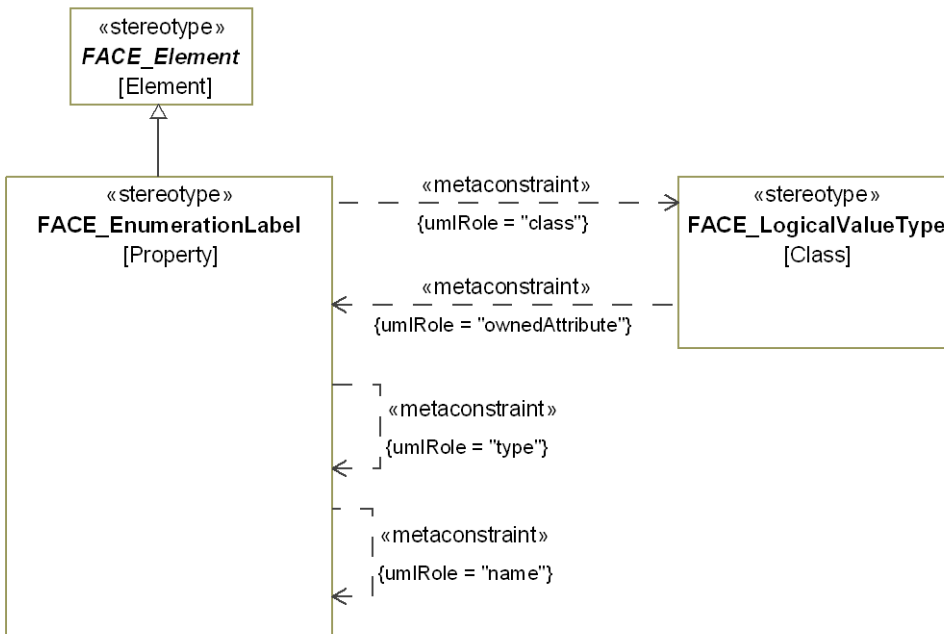 «stereotype»
FACE_Element
[Element]
«stereotype»
FACE_EnumerationLabel
[Property]
«metaconstraint»
{umlRole = "class"}
«stereotype»
FACE_LogicalValueType
[Class]
«metaconstraint»
{umlRole = "ownedAttribute"}
«metaconstraint»
{umlRole = "type"}
«metaconstraint»
{umlRole = "name"}